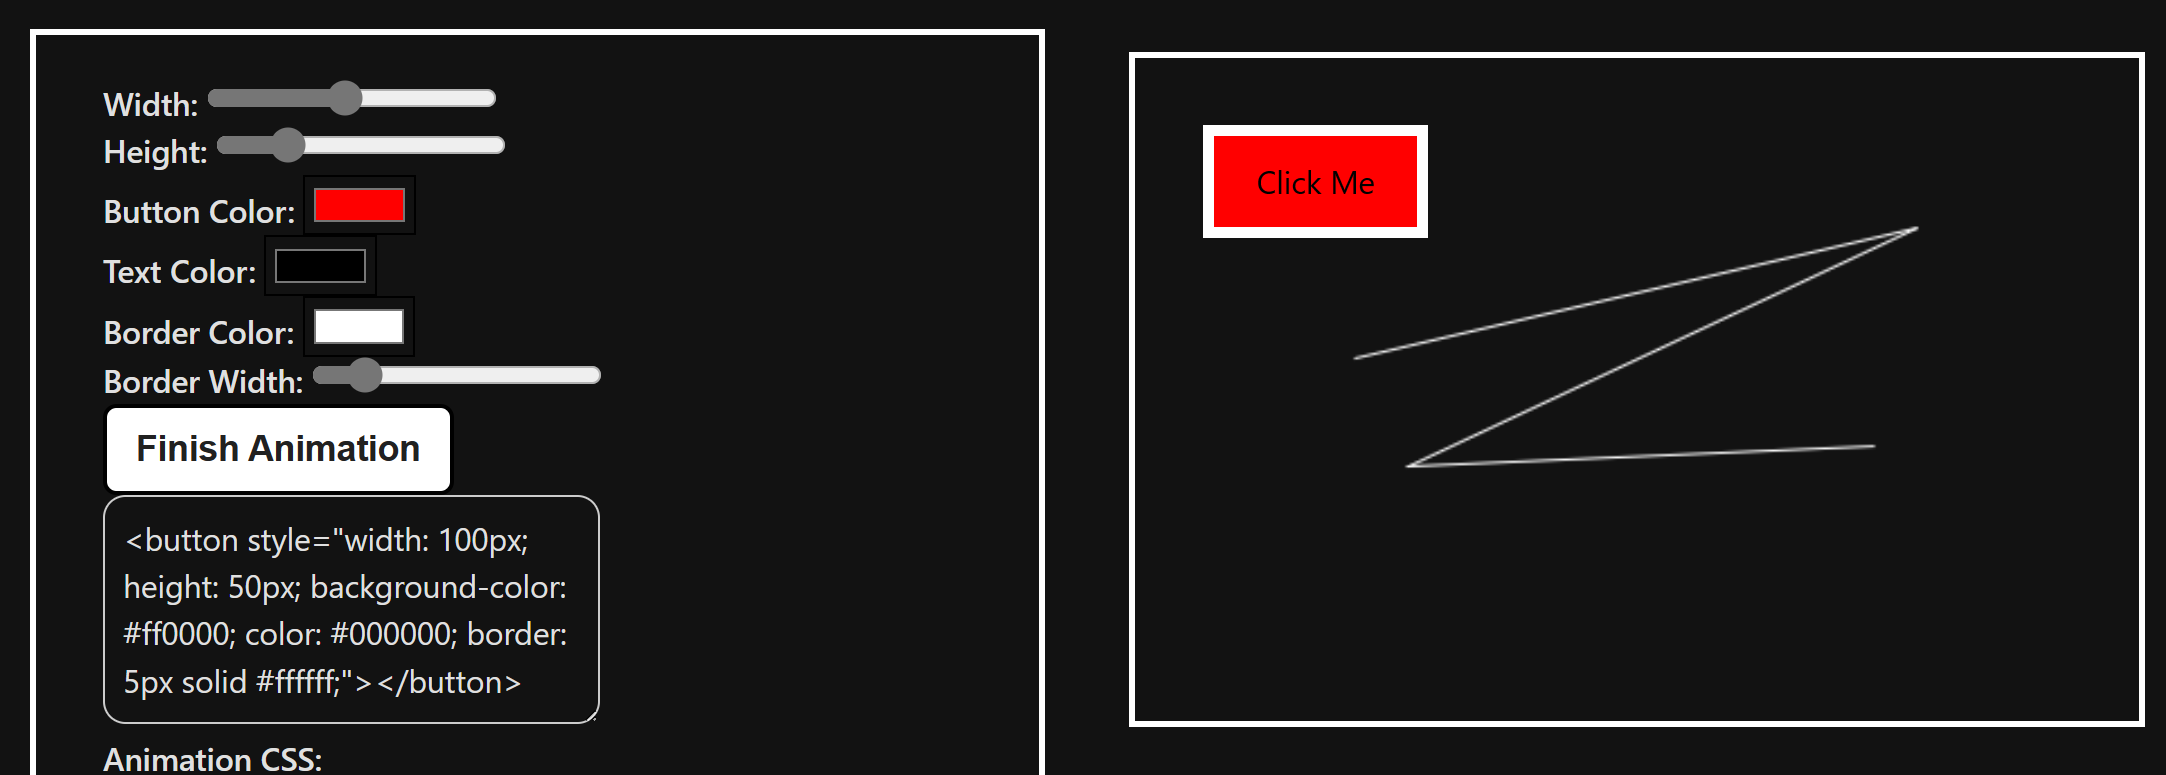 Width:
Height:
Button Color:
Text Color:
Border Color:
Border Width:
Finish Animation
<button style="width: 100px;
height: 50px; background-color:
#ff0000; color: #000000; border:
5px solid #ffffff;"></button>
Animation CSS:
Click Me